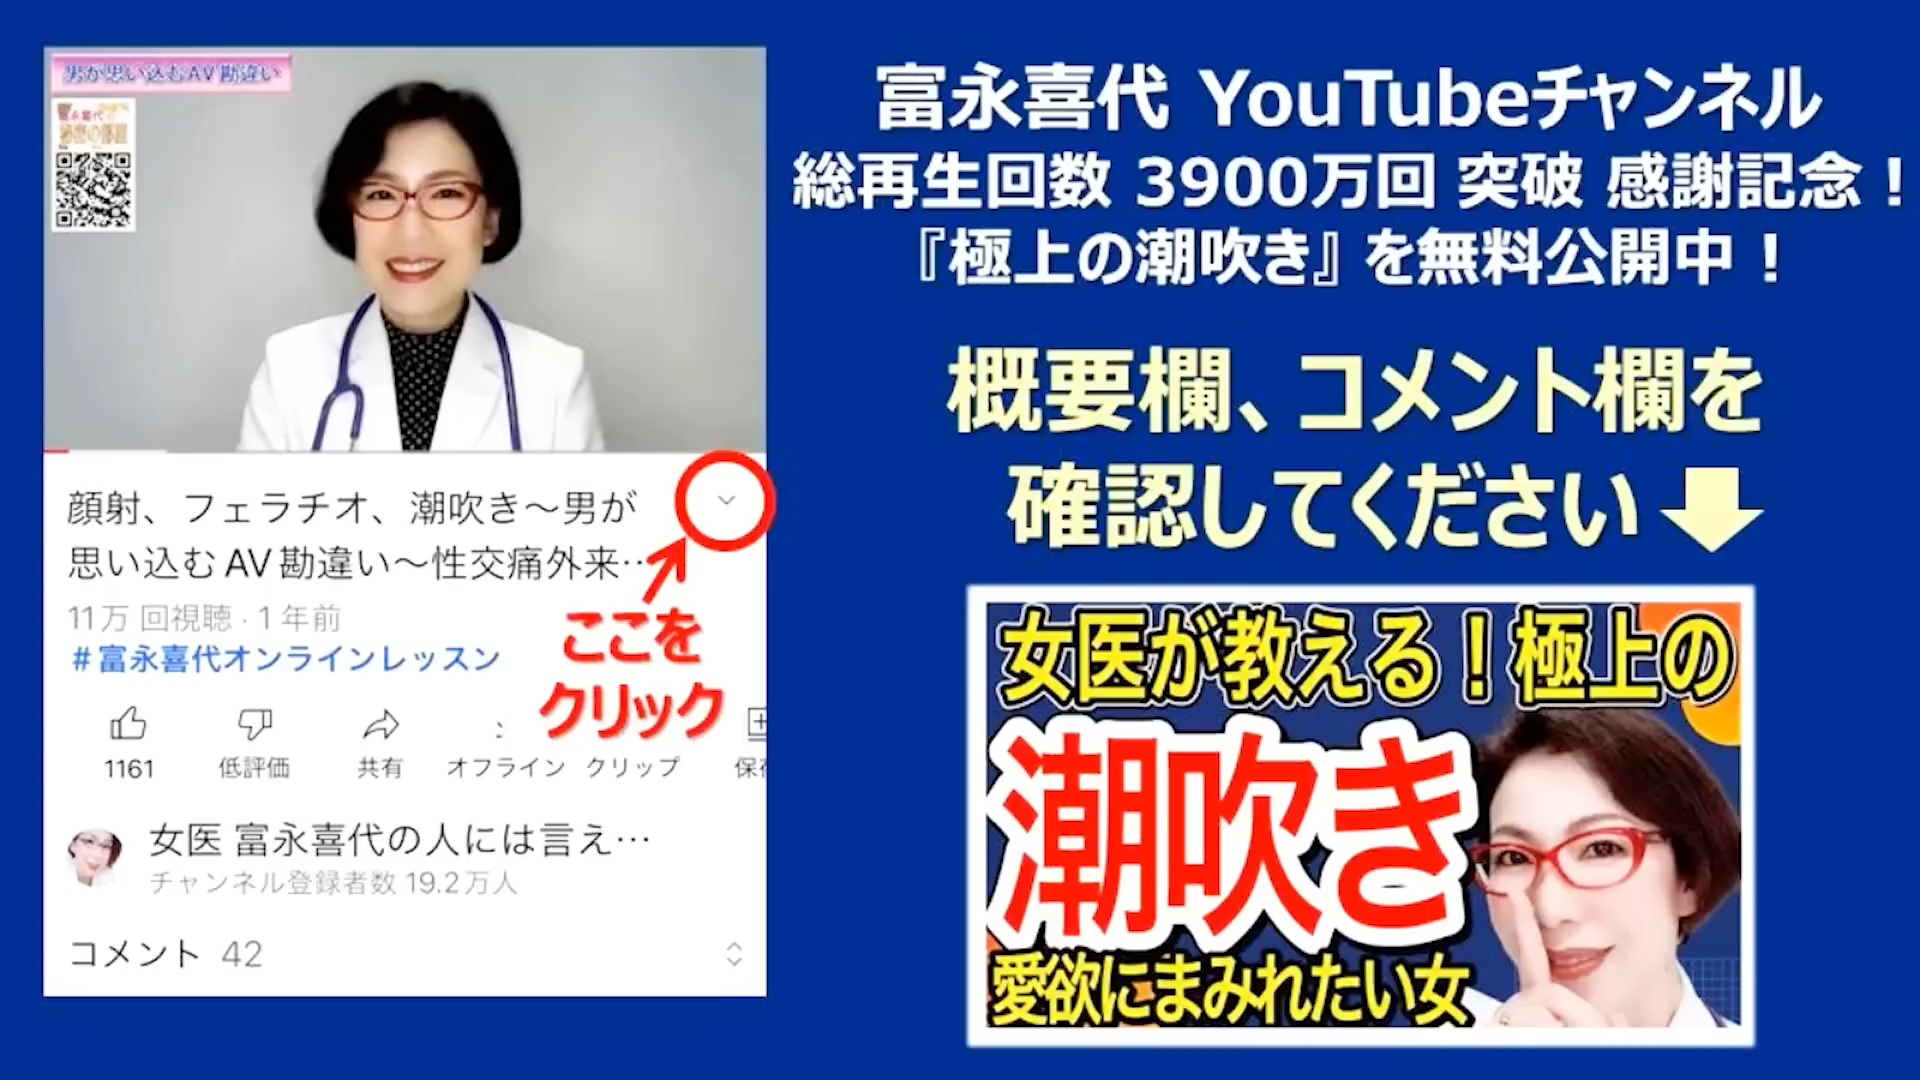 男が思い込むAV勘違い
富永喜代 YouTubeチャンネル
総再生回数 3900万回 突破 感謝記念！
『極上の潮吹き』を無料公開中！
概要欄、コメント欄を
確認してください
顔射、フェラチオ、潮吹き～男が
思い込むAV勘違い～性交痛外来…
11万 回視聴・1年前
#富永喜代オンラインレッスン
ここを
クリック
1161
低評価
共有
オフライン
クリップ
女医 富永喜代の人には言え…
チャンネル登録者数 19.2万人
コメント 42
女医が教える！極上の
潮吹き
愛欲にまみれたい女